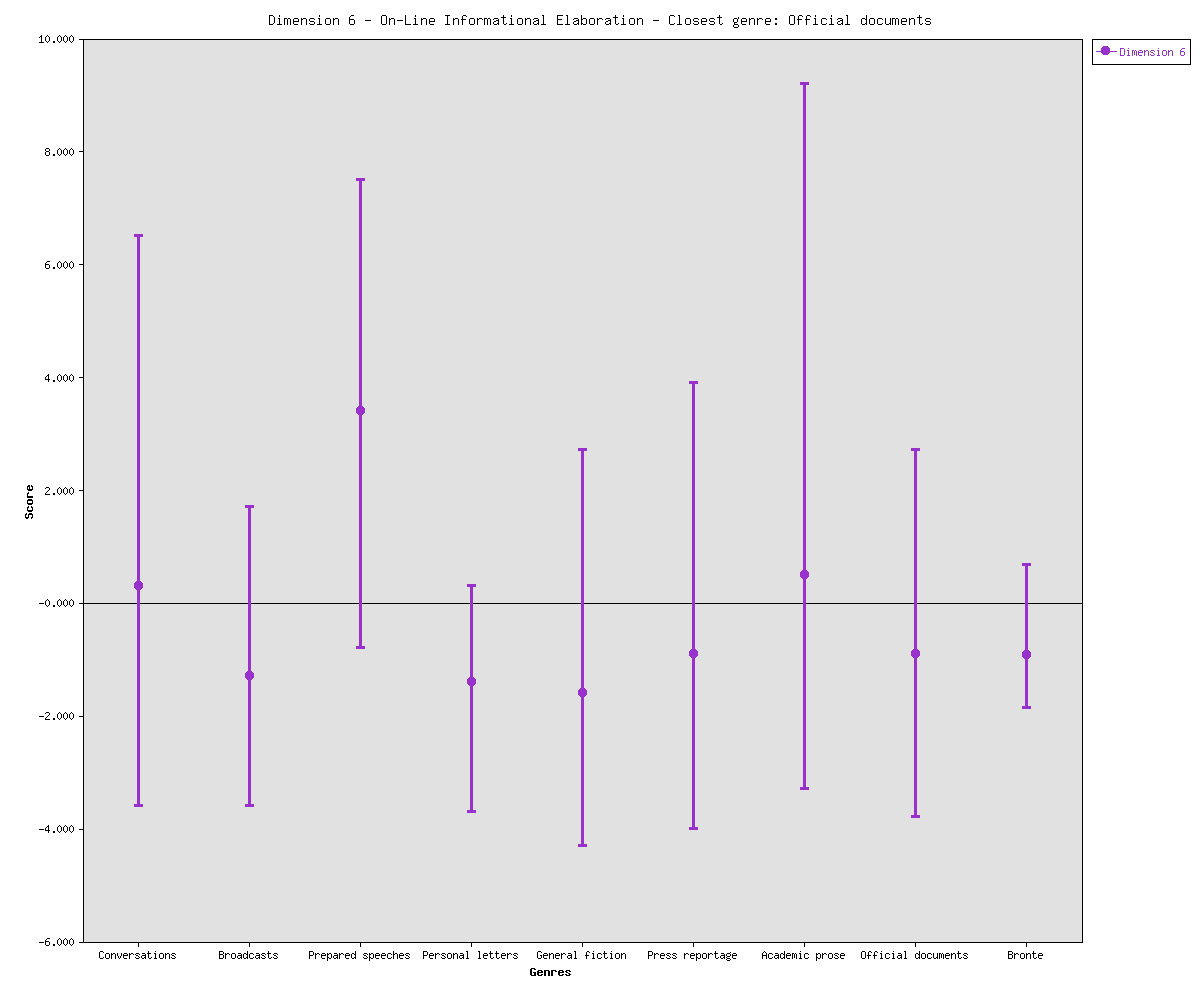 Dimension 6 - On-Line Informational Elaboration - Closest genre: Official documents
10.000
Dimension 6
8.000
6.000
4.000
2.000
Score
-0.000
-2.000
-4.000
-6.000
Conversations Broadcasts Prepared speeches Personal letters General fiction Press reportage Academic prose Official documents Bronte
Genres